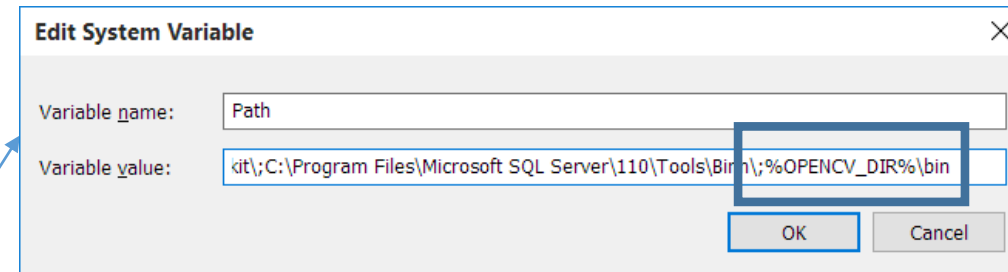 Edit System Variable
Variable name:
Path
Variable value:
kit\;C:\Program Files\Microsoft SQL Server\110\Tools\Binn\;%OPENCV_DIR%\bin
OK
Cancel